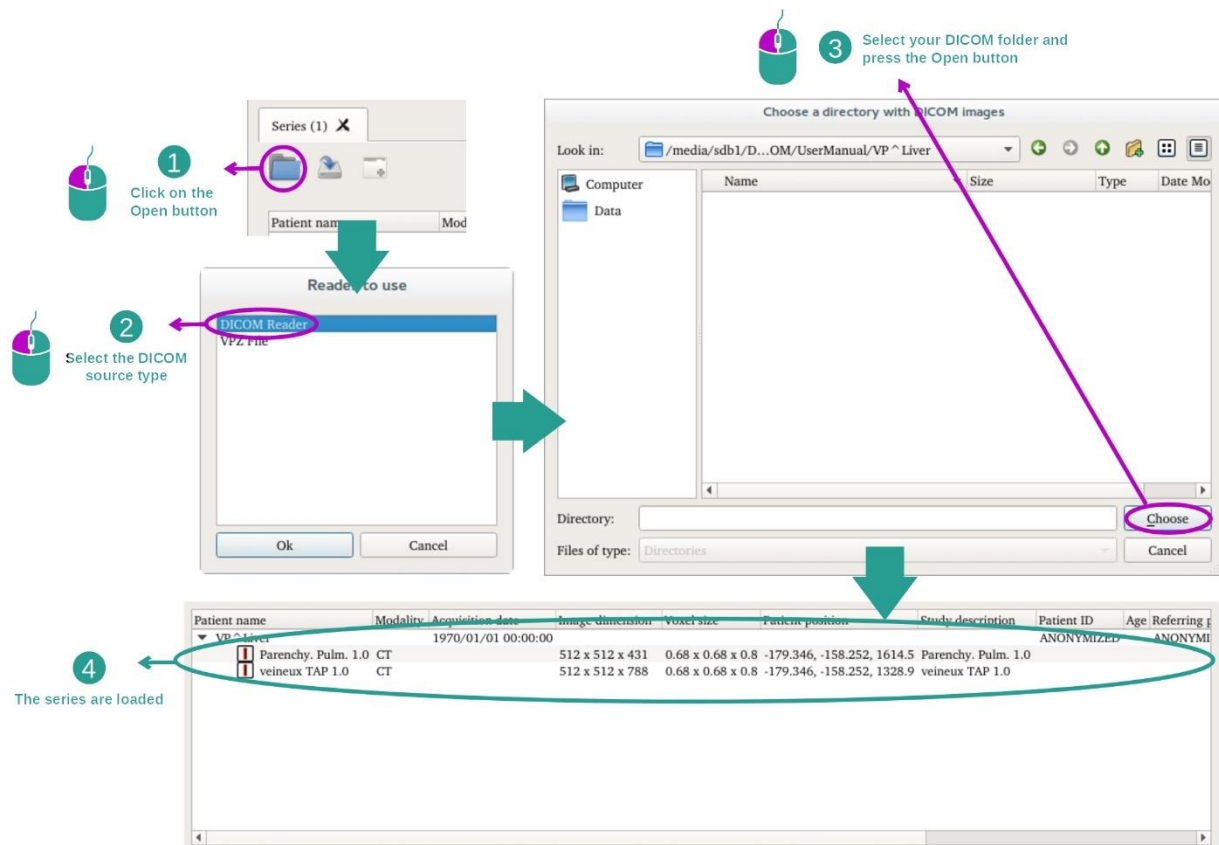 3
Select your DICOM folder and
press the Open button
Series (1)
1
Click on the
Open button
Patient nam
Mod
Choose a directory with DICOM images
Look in:
/media/sdb1/D...OM/UserManual/VP^Liver
Computer
Data
Name Size Type Date Mo
Directory:
Choose
Files of type:
Directories
Cancel
Reader to use
DICOM Reader
VPZ File
2
Select the DICOM
source type
Ok Cancel
Patient name Modality Acquisition date Image dimension Voxel size Patient position Study description Patient ID Age Referring p
VP^Liver 1970/01/01 00:00:00 ANONYMIZED ANONYMI
Parenchy. Pulm. 1.0 CT 512 x 512 x 431 0.68 x 0.68 x 0.8 -179.346, -158.252, 1614.5 Parenchy. Pulm. 1.0
veineux TAP 1.0 CT 512 x 512 x 788 0.68 x 0.68 x 0.8 -179.346, -158.252, 1328.9 veineux TAP 1.0
4
The series are loaded